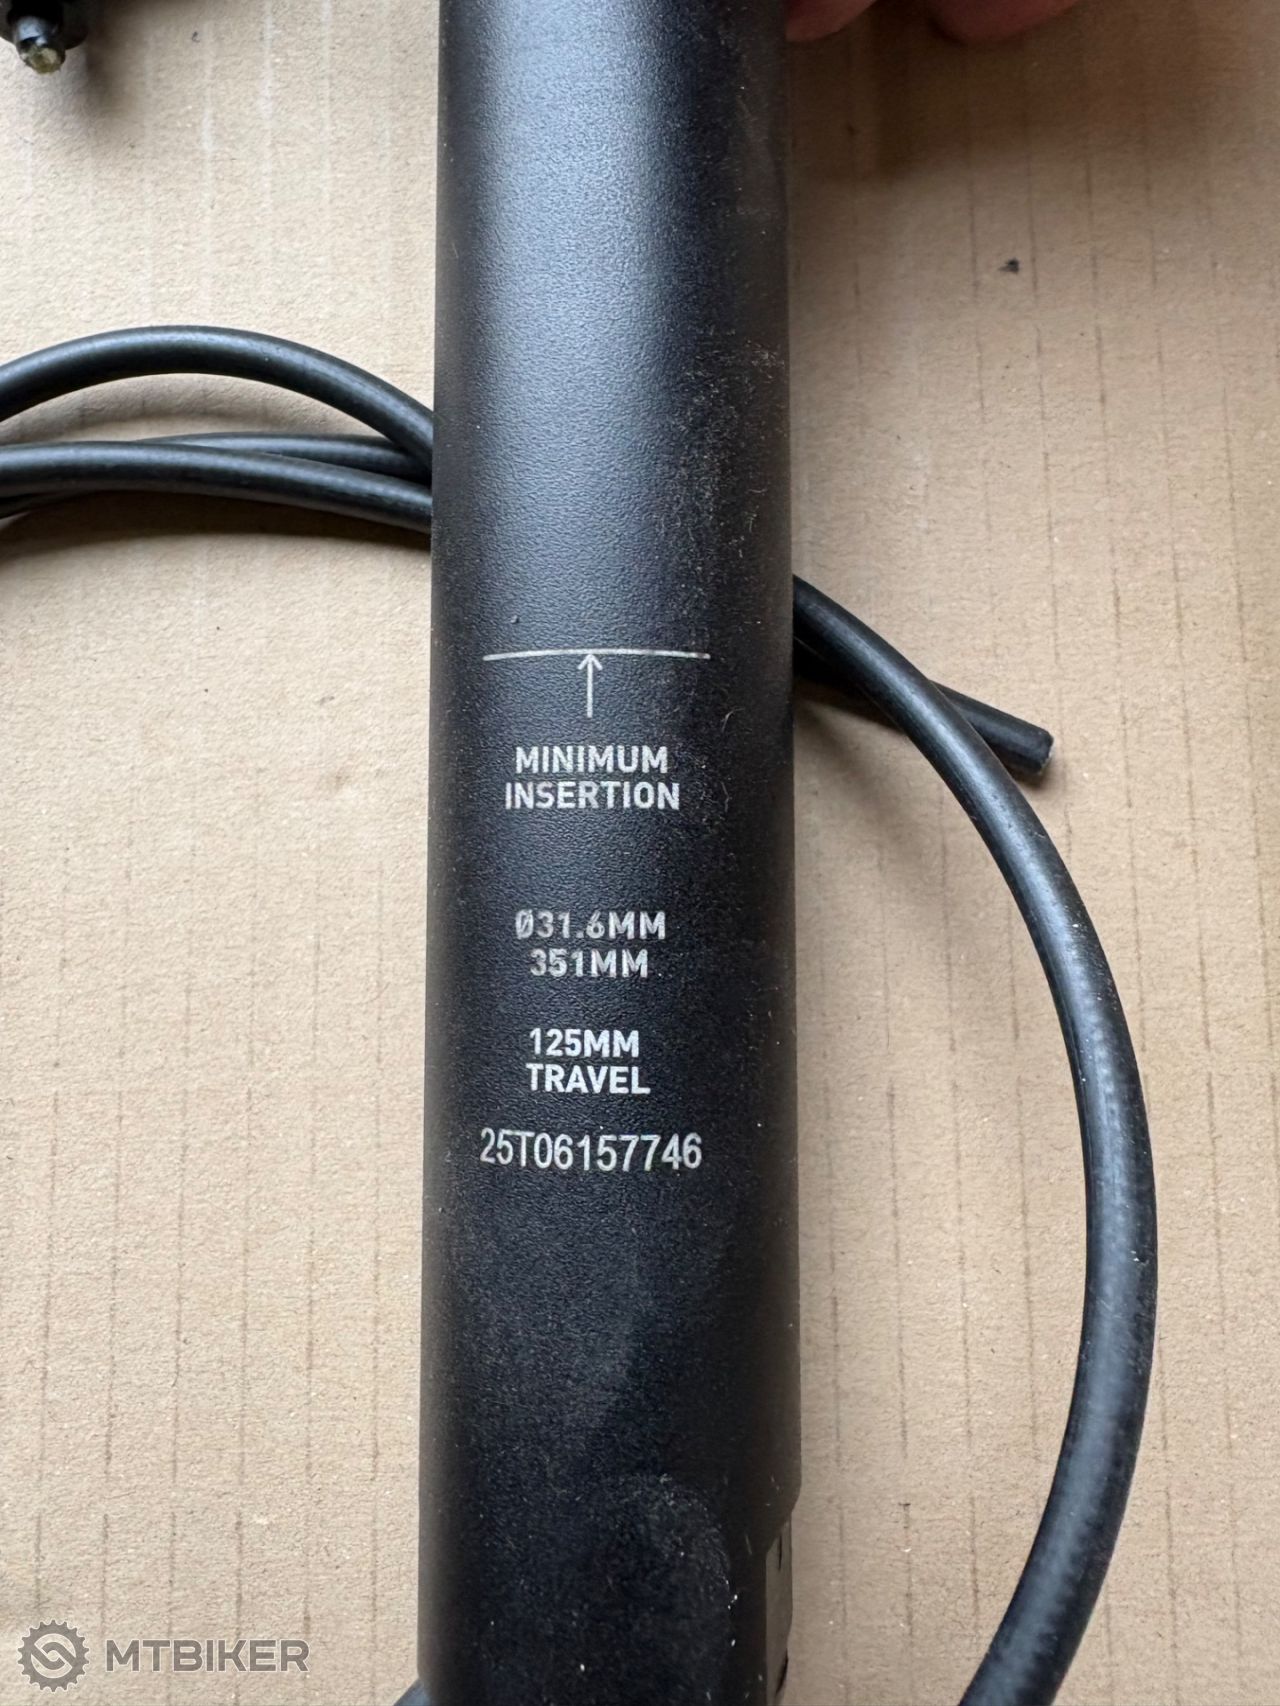 MINIMUM
INSERTION
Ø31.6MM
351MM
125MM
TRAVEL
25T06157746
MTBIKER